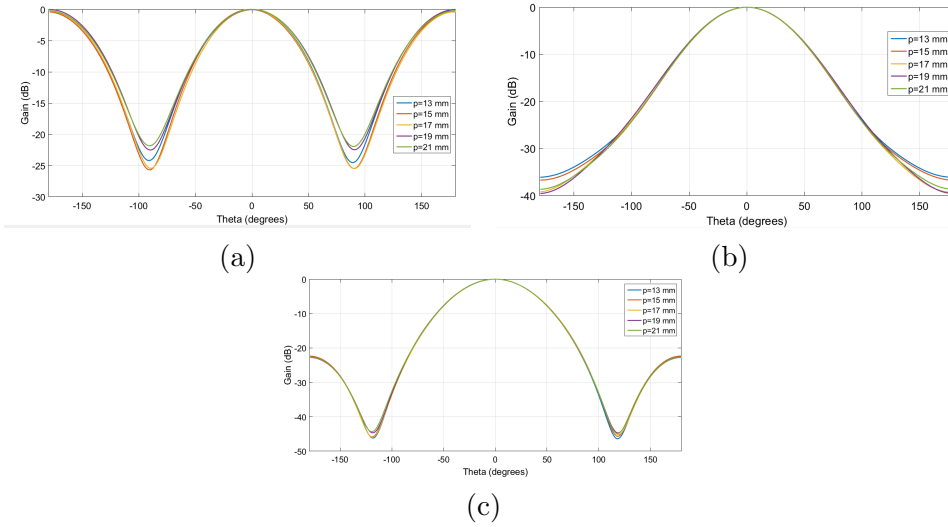 0
-5
-10
-15
-20
-25
-30
Gain (dB)
-150 -100 -50 0 50 100 150
Theta (degrees)
p=13 mm
p=15 mm
p=17 mm
p=19 mm
p=21 mm
(a)
0
-10
-20
-30
-40
Gain (dB)
-150 -100 -50 0 50 100 150
Theta (degrees)
p=13 mm
p=15 mm
p=17 mm
p=19 mm
p=21 mm
(b)
0
-10
-20
-30
-40
-50
Gain (dB)
-150 -100 -50 0 50 100 150
Theta (degrees)
p=13 mm
p=15 mm
p=17 mm
p=19 mm
p=21 mm
(c)